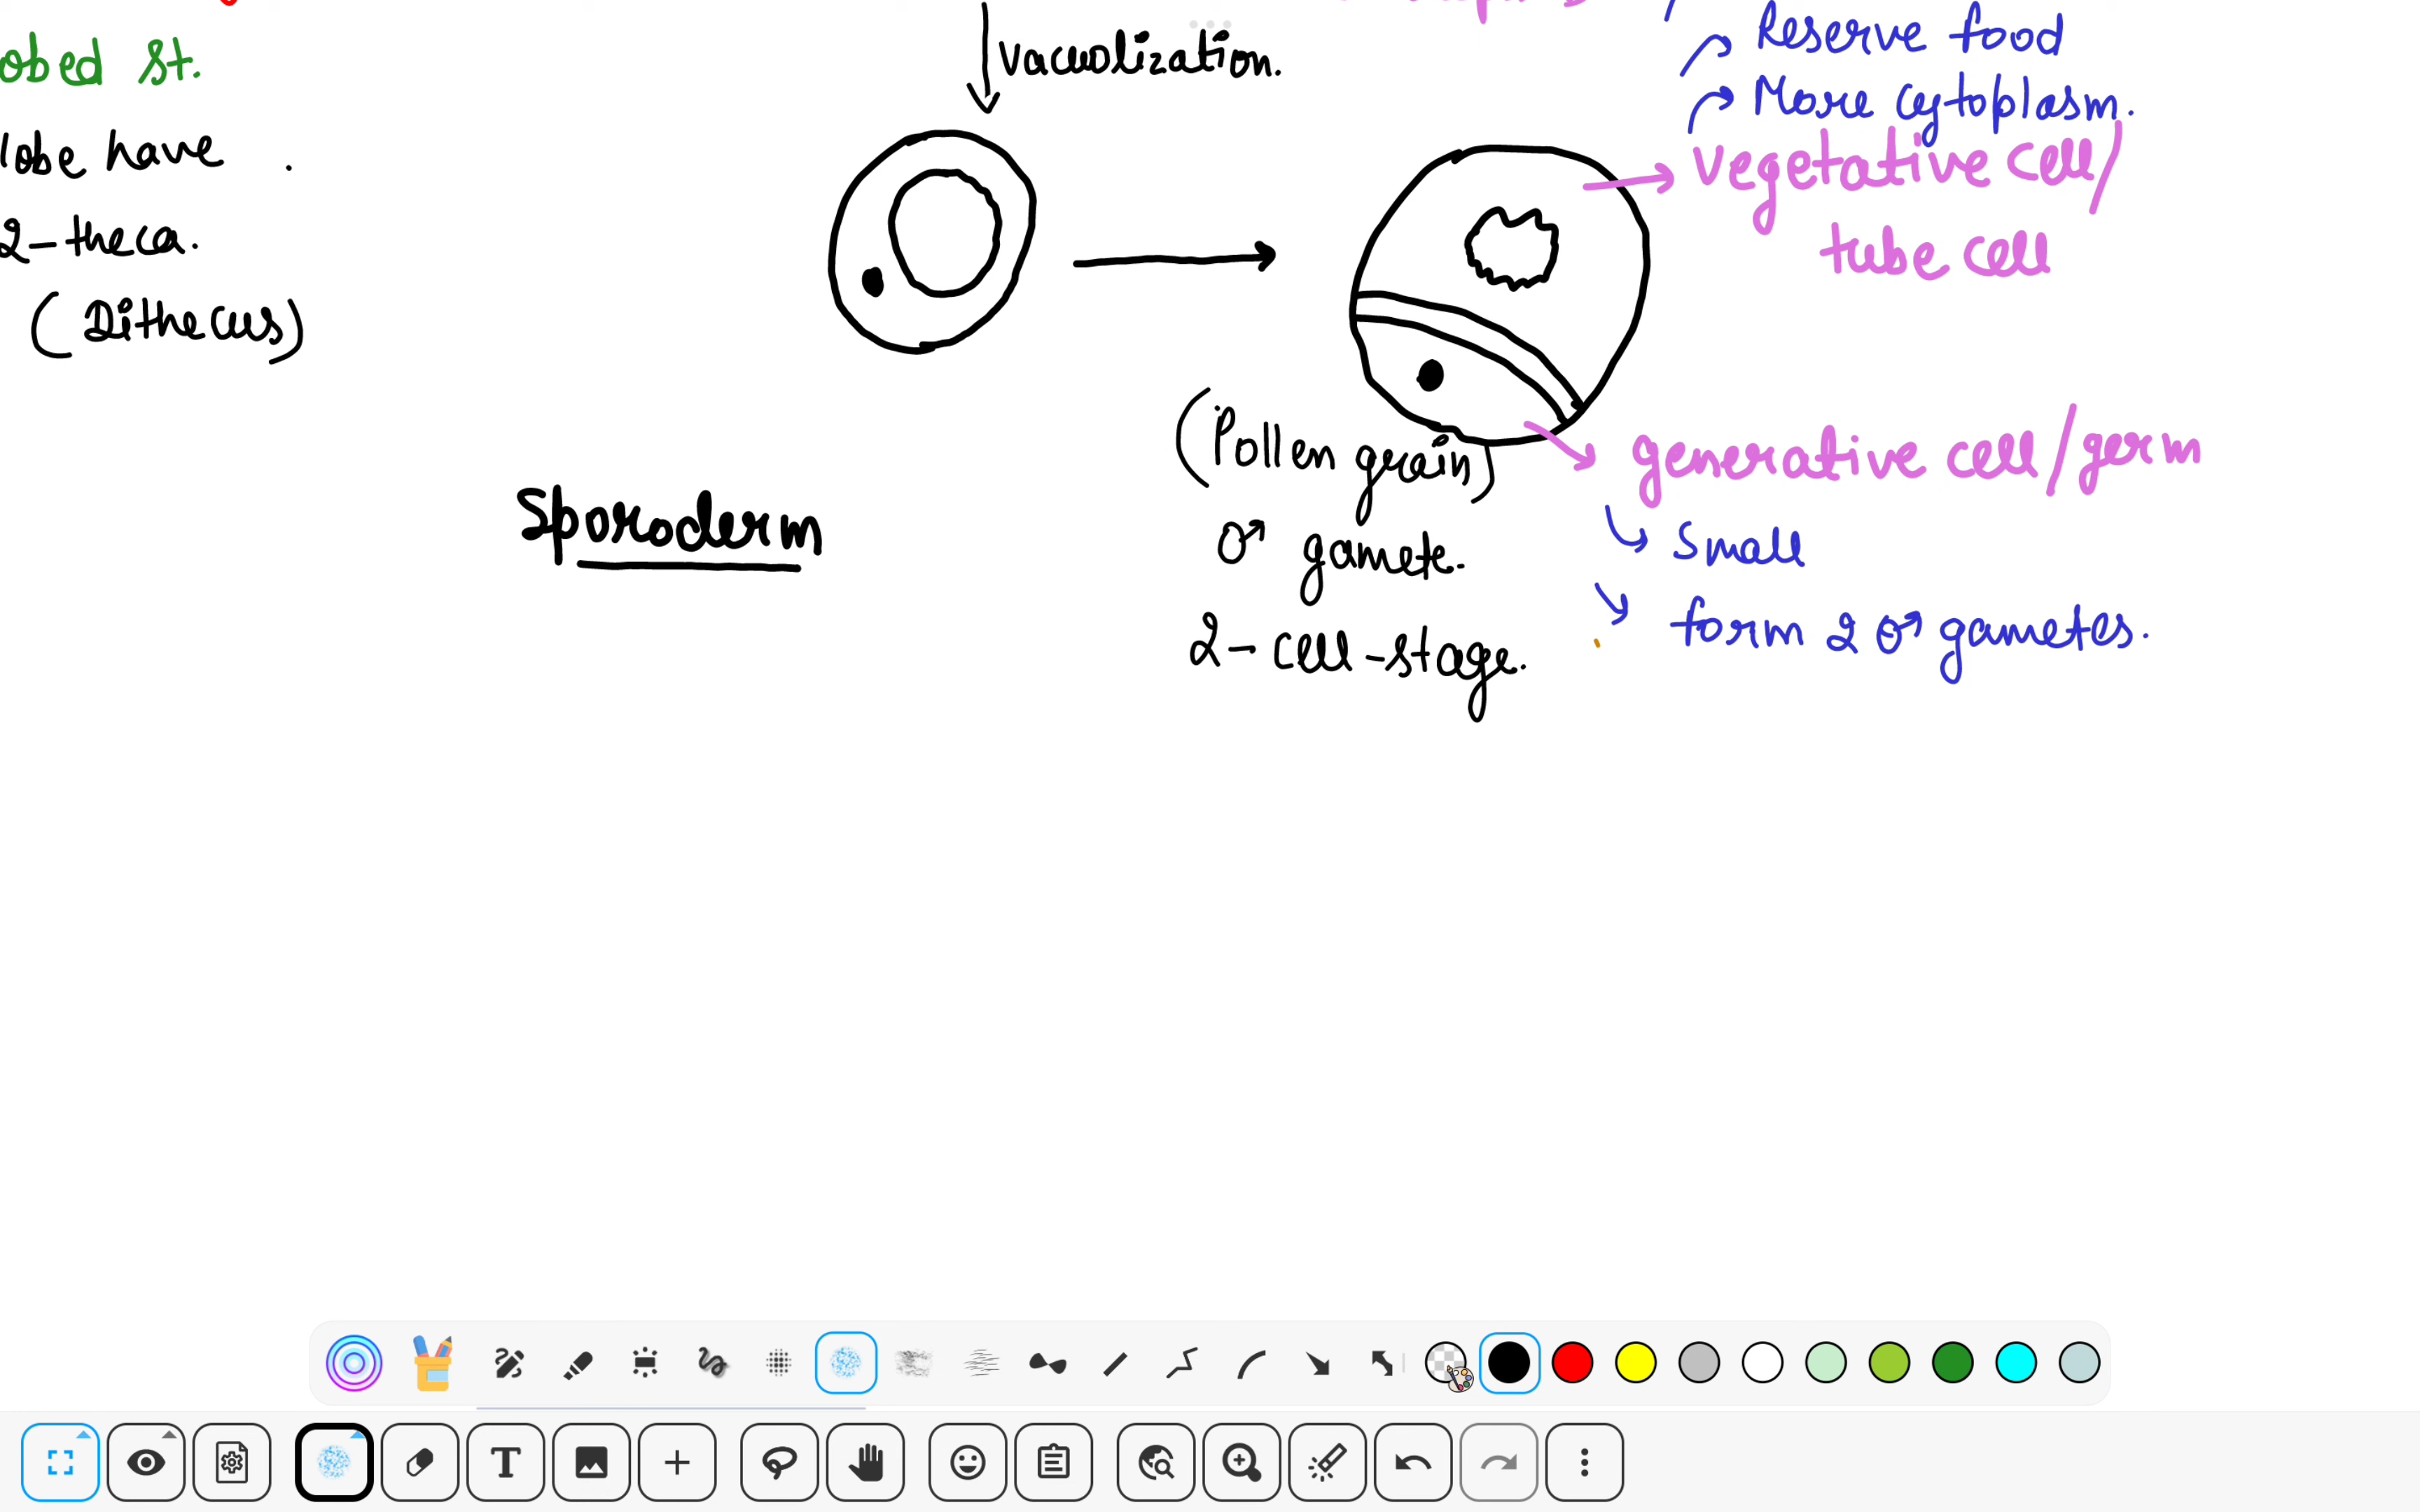 obed St.
lobe have .
2-theca.
(Dithecus)
vacuolization.
Reserve food
More cytoplasm.
vegetative cell/
tube cell
(Pollen grain)
♂ gamete.
2-cell-stage.
generative cell/germ
small
form 2 ♂ gametes.
Sporoderm
T